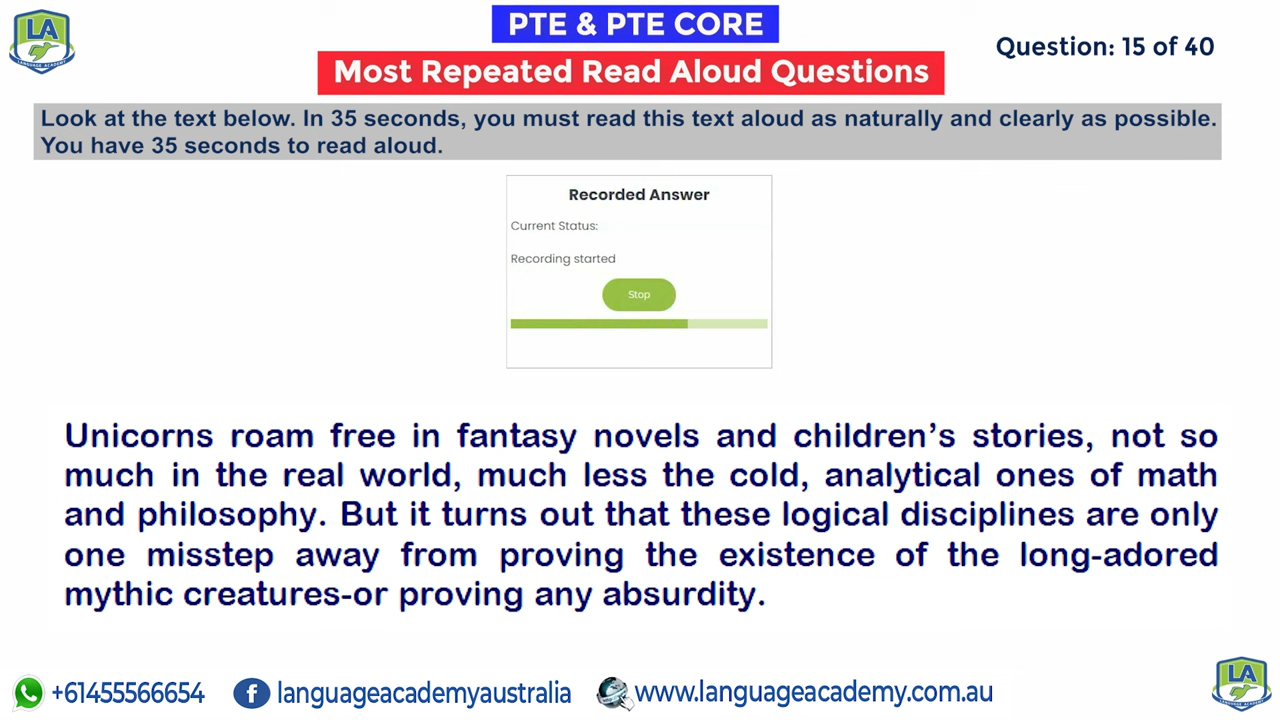 LA
LANGUAGE ACADEMY
PTE & PTE CORE
Most Repeated Read Aloud Questions
Question: 15 of 40
Look at the text below. In 35 seconds, you must read this text aloud as naturally and clearly as possible.
You have 35 seconds to read aloud.
Recorded Answer
Current Status:
Recording started
Stop
Unicorns roam free in fantasy novels and children’s stories, not so
much in the real world, much less the cold, analytical ones of math
and philosophy. But it turns out that these logical disciplines are only
one misstep away from proving the existence of the long-adored
mythic creatures-or proving any absurdity.
+61455566654
languageacademyaustralia
www.languageacademy.com.au
LA
LANGUAGE ACADEMY